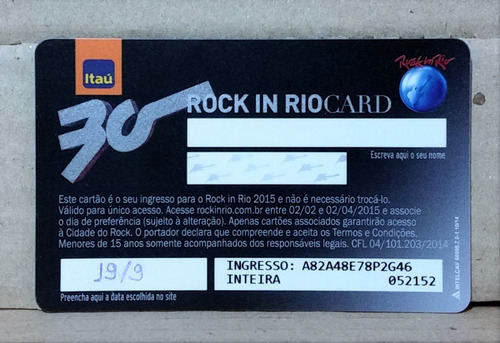 Itaú
Rock in Rio
30
ROCK IN RIOCARD
Escreva aqui o seu nome
Este cartão é o seu ingresso para o Rock in Rio 2015 e não é necessário trocá-lo.
Válido para único acesso. Acesse rockinrio.com.br entre 02/02 e 02/04/2015 e associe
o dia de preferência (sujeito à alteração). Apenas cartões associados garantirão acesso
à Cidade do Rock. O portador declara que compreende e aceita os Termos e Condições.
Menores de 15 anos somente acompanhados dos responsáveis legais. CFL 04/101.203/2014
19/9
INGRESSO: A82A48E78P2G46
INTEIRA 052152
Preencha aqui a data escolhida no site